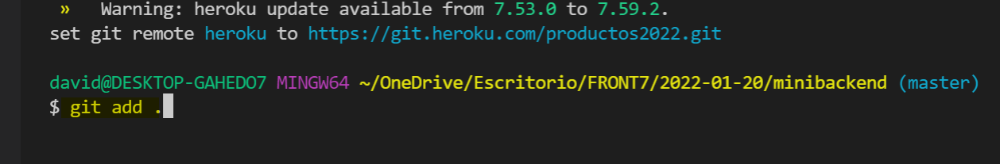 » Warning: heroku update available from 7.53.0 to 7.59.2.
set git remote heroku to https://git.heroku.com/productos2022.git
david@DESKTOP-GAHEDO7 MINGW64 ~/OneDrive/Escritorio/FRONT7/2022-01-20/minibackend (master)
$ git add .